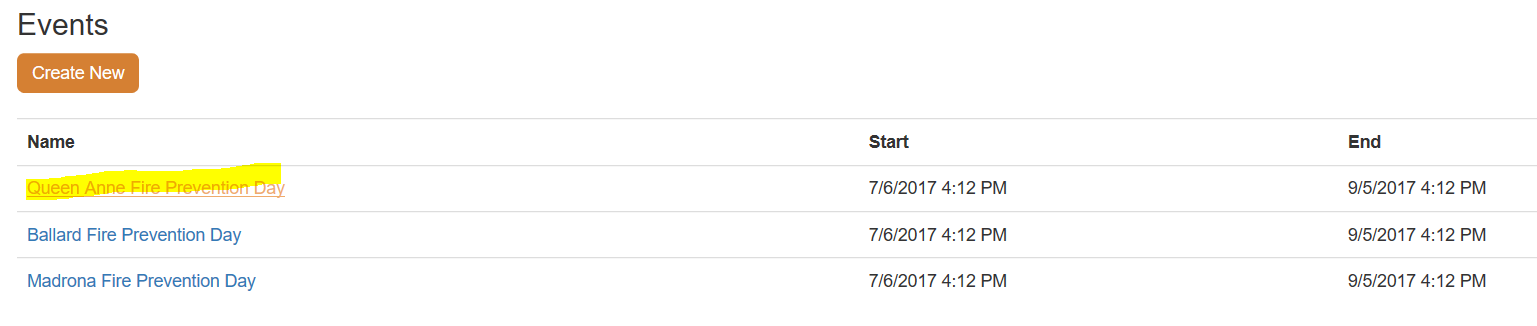 Events
Create New
Name Start End
Queen Anne Fire Prevention Day 7/6/2017 4:12 PM 9/5/2017 4:12 PM
Ballard Fire Prevention Day 7/6/2017 4:12 PM 9/5/2017 4:12 PM
Madrona Fire Prevention Day 7/6/2017 4:12 PM 9/5/2017 4:12 PM